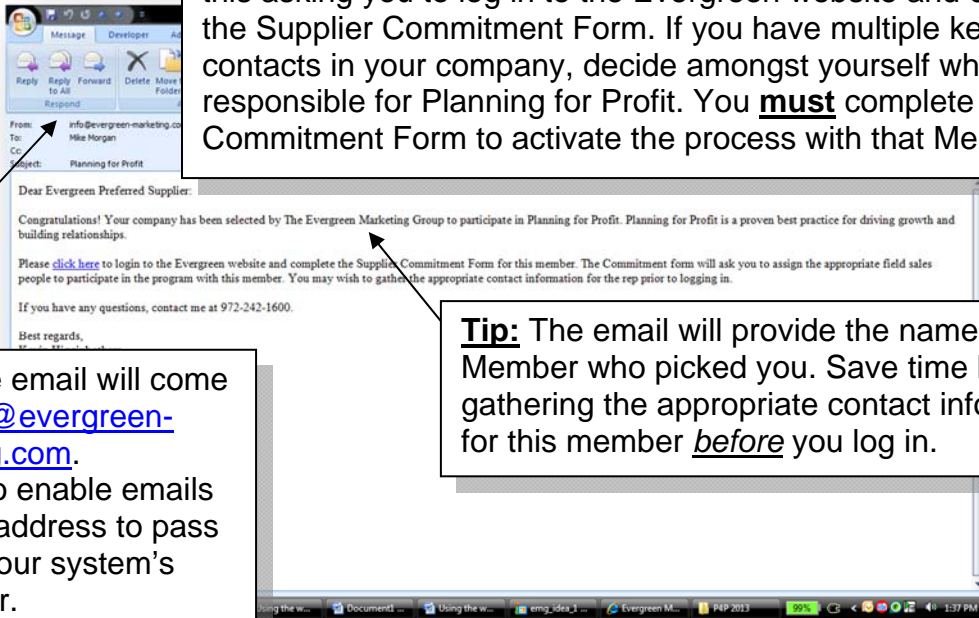 this asking you to log in to the Evergreen website and
the Supplier Commitment Form. If you have multiple
contacts in your company, decide amongst yourself
responsible for Planning for Profit. You must complete
Commitment Form to activate the process with that
Message Developer
Reply Reply to All Forward Delete Move to Folder
Respond
From: info@evergreen-marketing.co
To: Mike Morgan
Cc:
Subject: Planning for Profit
Dear Evergreen Preferred Supplier:
Congratulations! Your company has been selected by The Evergreen Marketing Group to participate in Planning for Profit. Planning for Profit is a proven best practice for driving growth and
building relationships.
Please click here to login to the Evergreen website and complete the Supplier Commitment Form for this member. The Commitment form will ask you to assign the appropriate field sales
people to participate in the program with this member. You may wish to gather the appropriate contact information for the rep prior to logging in.
If you have any questions, contact me at 972-242-1600.
Best regards,
Tip: The email will provide the name
Member who picked you. Save time
gathering the appropriate contact
for this member before you log in.
email will come
@evergreen-
.com.
enable emails
address to pass
our system's
r.
sing the w... Document1 ... Using the w... emg_idea_1 ... Evergreen M... P4P 2013 99% 1:37 PM